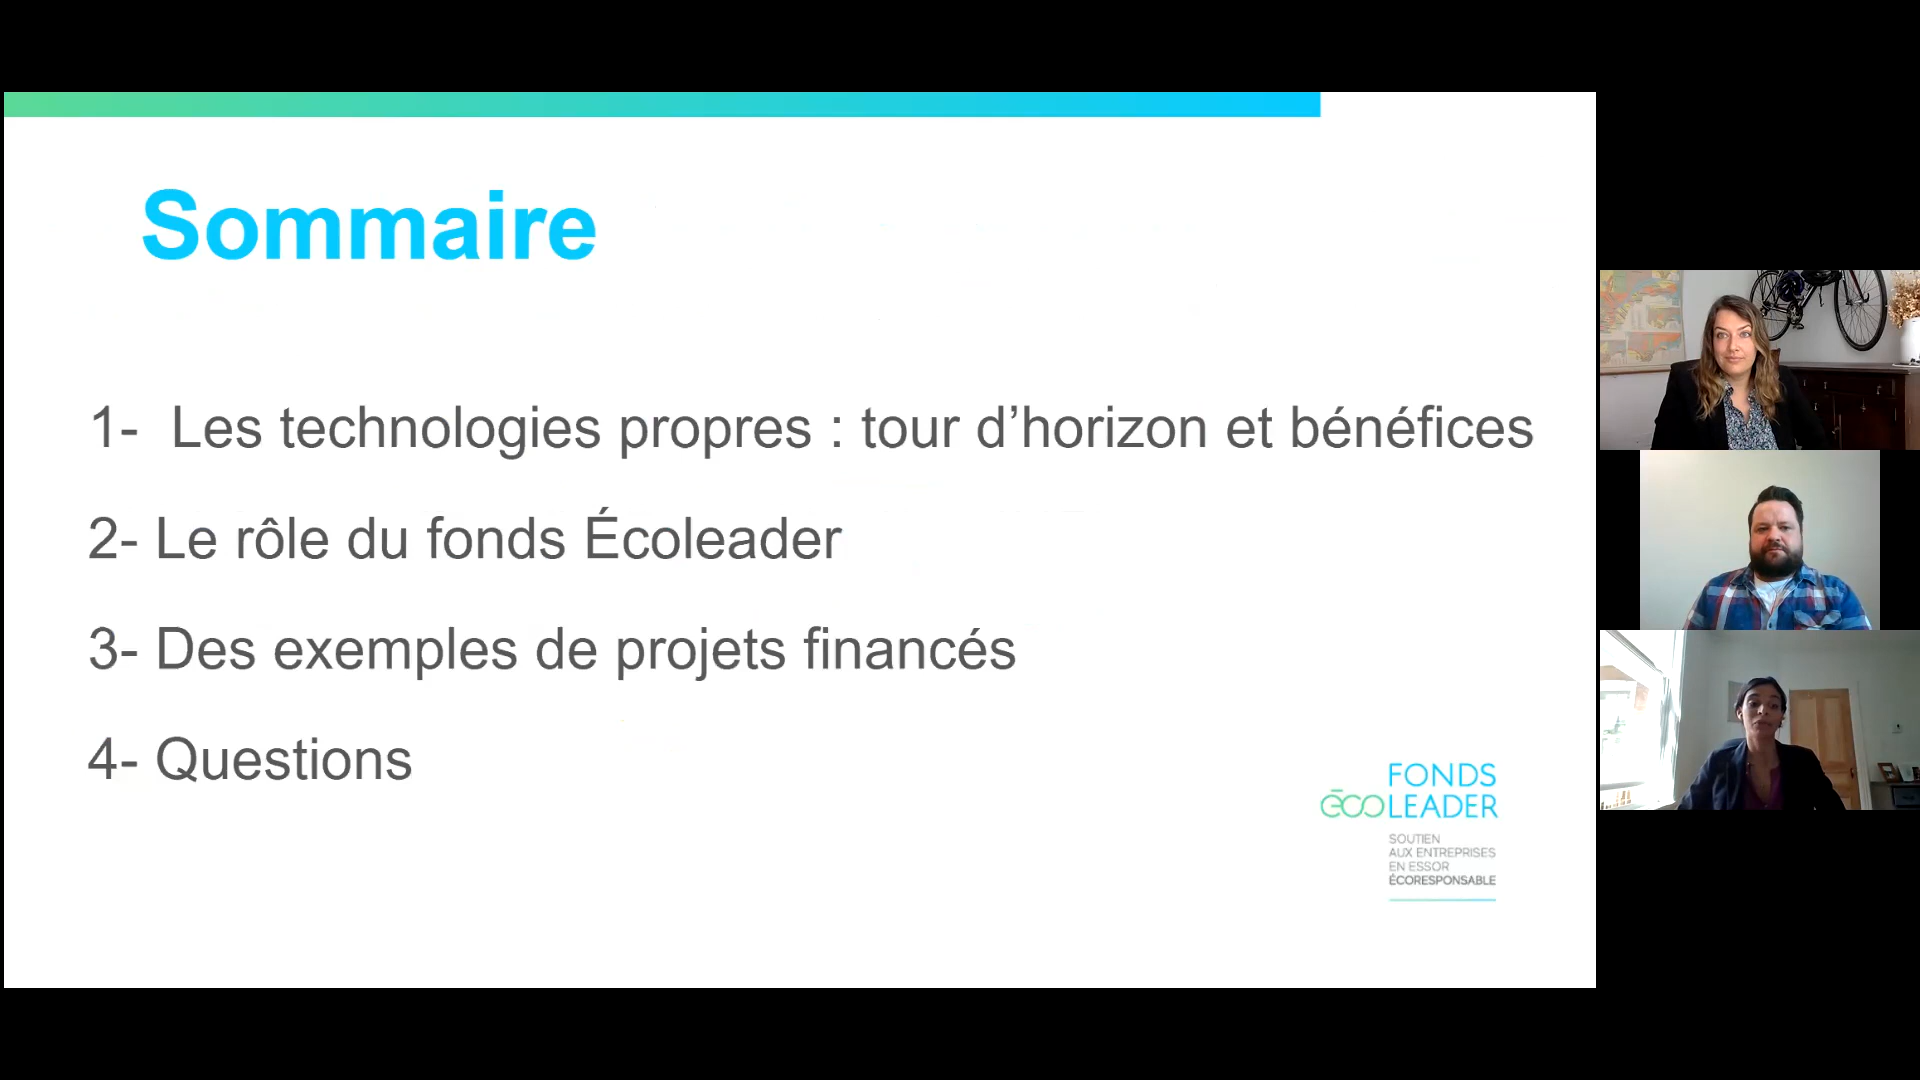 Sommaire
1- Les technologies propres : tour d’horizon et bénéfices
2- Le rôle du fonds Écoleader
3- Des exemples de projets financés
4- Questions
FONDS
écoLEADER
SOUTIEN
AUX ENTREPRISES
EN ESSOR
ÉCORESPONSABLE